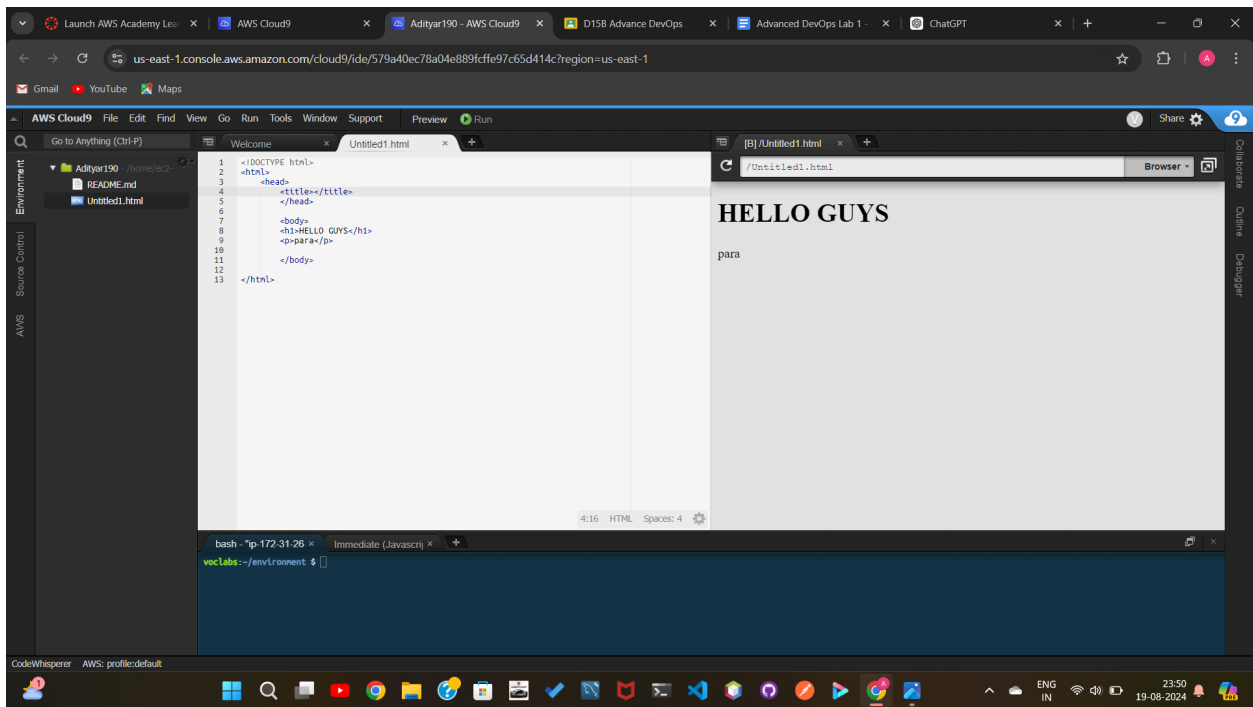 Launch AWS Academy Lea
AWS Cloud9
Adityar190 - AWS Cloud9
D15B Advance DevOps
Advanced DevOps Lab 1 -
ChatGPT
us-east-1.console.aws.amazon.com/cloud9/ide/579a40ec78a04e889fcffe97c65d414c?region=us-east-1
A
Gmail YouTube Maps
AWS Cloud9 File Edit Find View Go Run Tools Window Support Preview Run
V Share 9
Go to Anything (Ctrl-P)
Welcome
Untitled1.html
[B] /Untitled1.html
/Untitled1.html
Browser
Environment
Source Control
AWS
Adityar190 - /home/ec2-
README.md
Untitled1.html
1 <!DOCTYPE html>
2 <html>
3 <head>
4 <title></title>
5 </head>
6
7 <body>
8 <h1>HELLO GUYS</h1>
9 <p>para</p>
10
11 </body>
12
13 </html>
4:16 HTML Spaces: 4
HELLO GUYS
para
Collaborate
Outline
Debugger
bash - "ip-172-31-26
Immediate (Javascrip
voclabs:~/environment $
CodeWhisperer AWS: profile:default
1
ENG
IN
23:50
19-08-2024
PRE